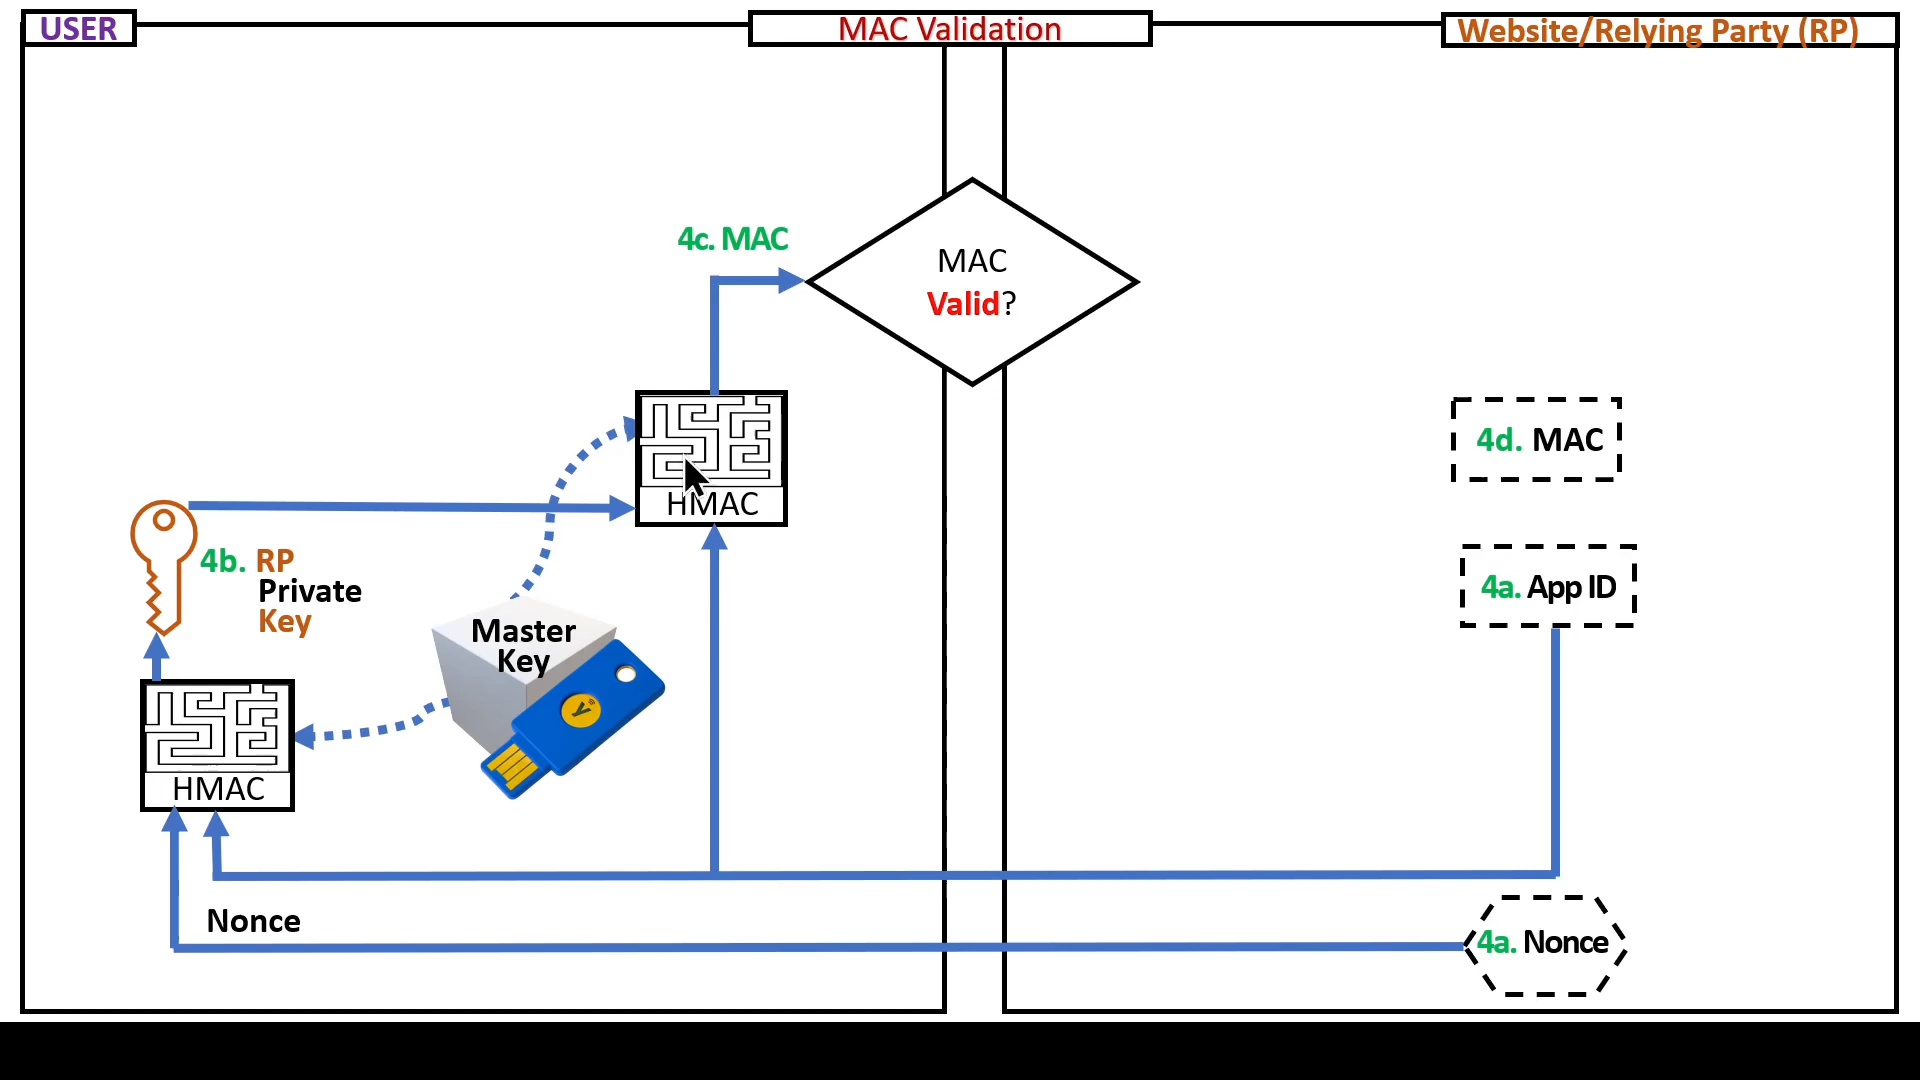 USER
MAC Validation
Website/Relying Party (RP)
4c. MAC
MAC
Valid?
HMAC
4d. MAC
4b. RP
Private
Key
4a. App ID
Master
Key
HMAC
Nonce
4a. Nonce